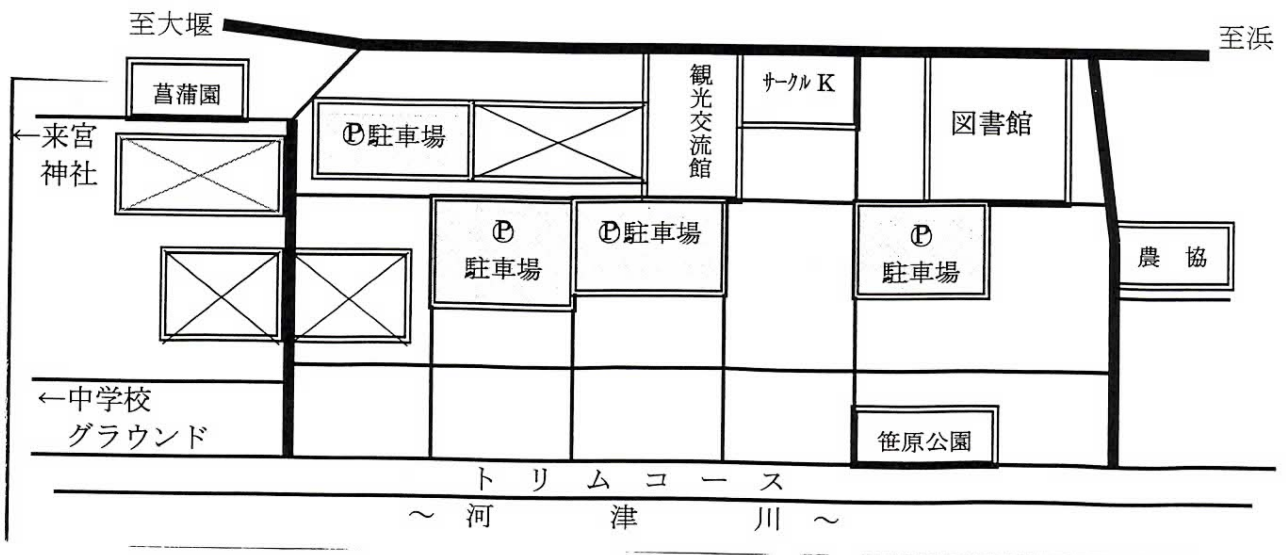 至大堰
至浜
菖蒲園
←来宮
神社
Ⓟ駐車場
観光交流館
サークルK
図書館
Ⓟ
駐車場
Ⓟ駐車場
Ⓟ
駐車場
農 協
←中学校
グラウンド
笹原公園
トリムコース
～ 河 津 川 ～